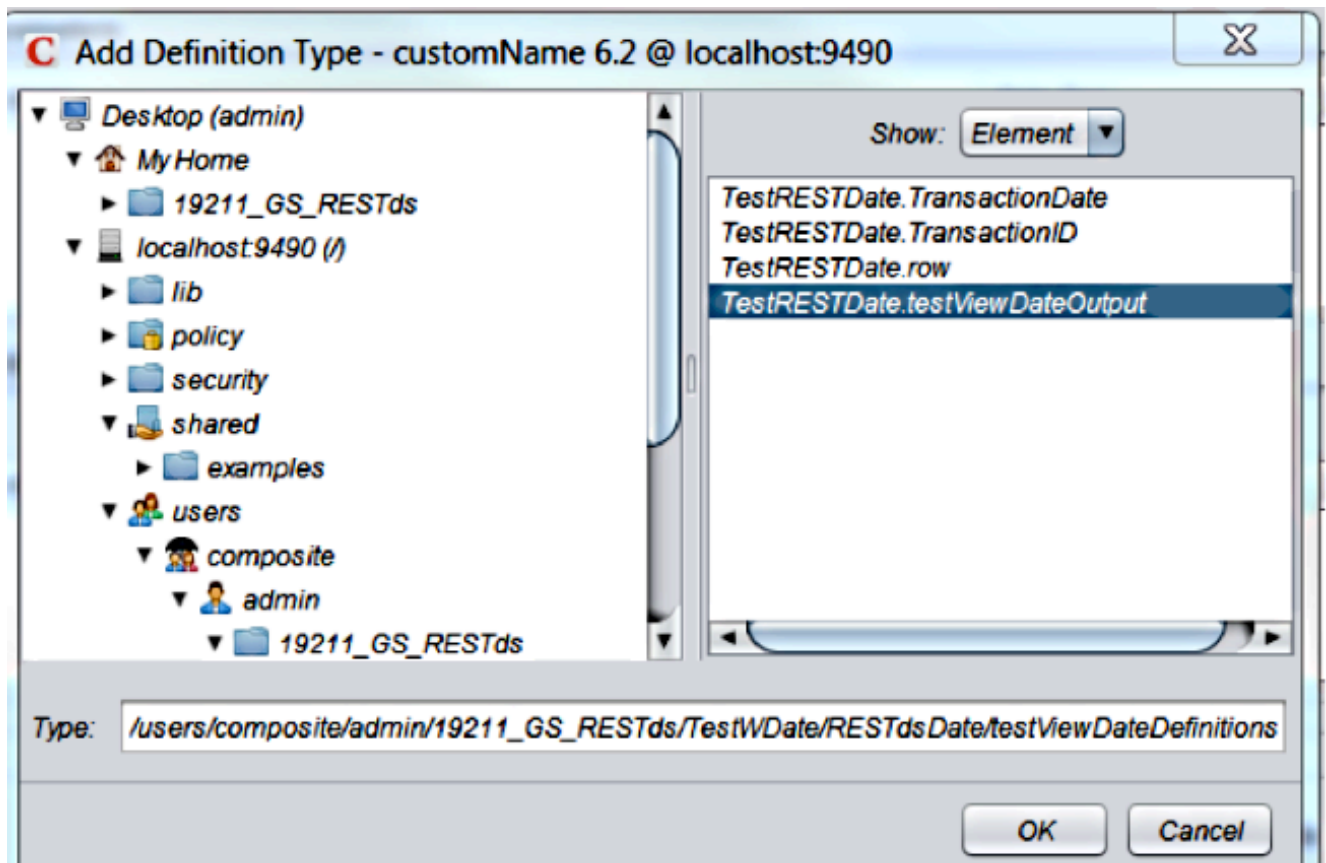 C Add Definition Type - customName 6.2 @ localhost:9490
Desktop (admin)
My Home
19211_GS_RESTds
localhost:9490 (/)
lib
policy
security
shared
examples
users
composite
admin
19211_GS_RESTds
Show: Element
TestRESTDate.TransactionDate
TestRESTDate.TransactionID
TestRESTDate.row
TestRESTDate.testViewDateOutput
Type: /users/composite/admin/19211_GS_RESTds/TestWDate/RESTdsDate/testViewDateDefinitions
OK Cancel